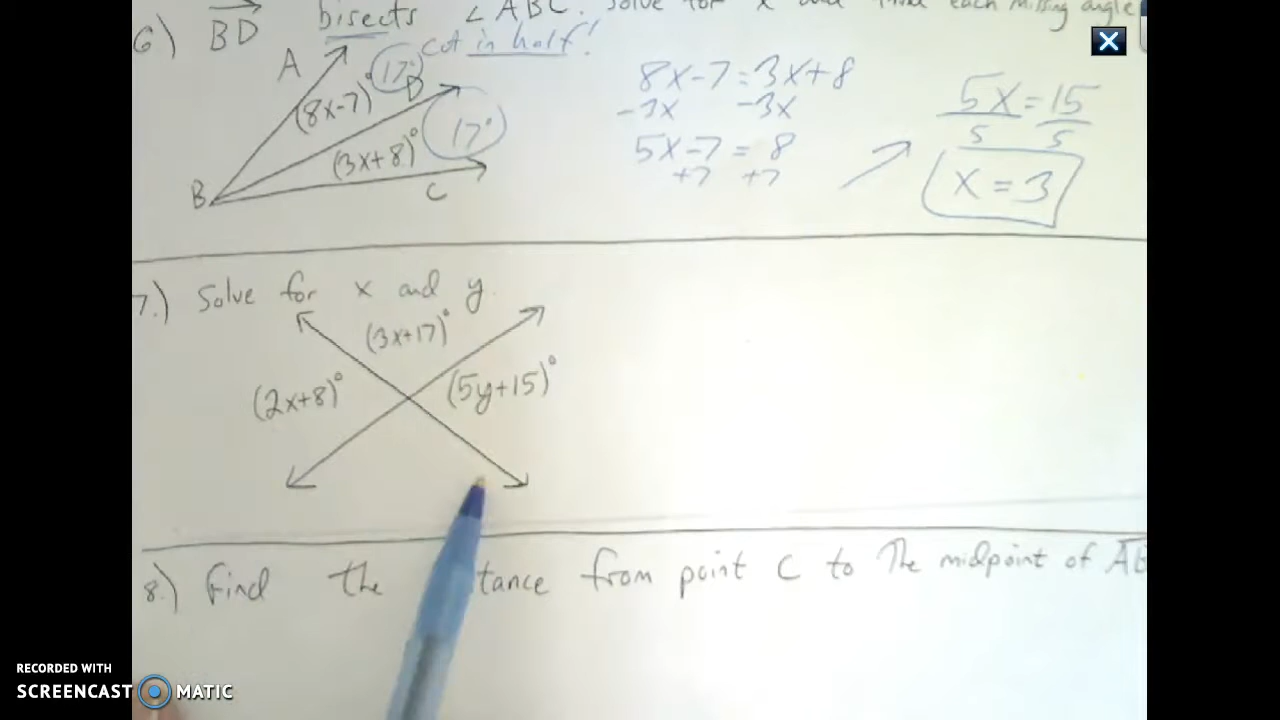 6) BD bisects ∠ABC. Solve for x and find each missing angle
cut in half!
A
17°
D
(8x-7)°
17°
(3x+8)°
B
C
8x-7=3x+8
-3x -3x
5x-7=8
+7 +7
5x=15
5 5
x=3
7.) Solve for x and y.
(3x+17)°
(2x+8)°
(5y+15)°
8.) Find the tance from point C to The midpoint of
RECORDED WITH
SCREENCAST MATIC